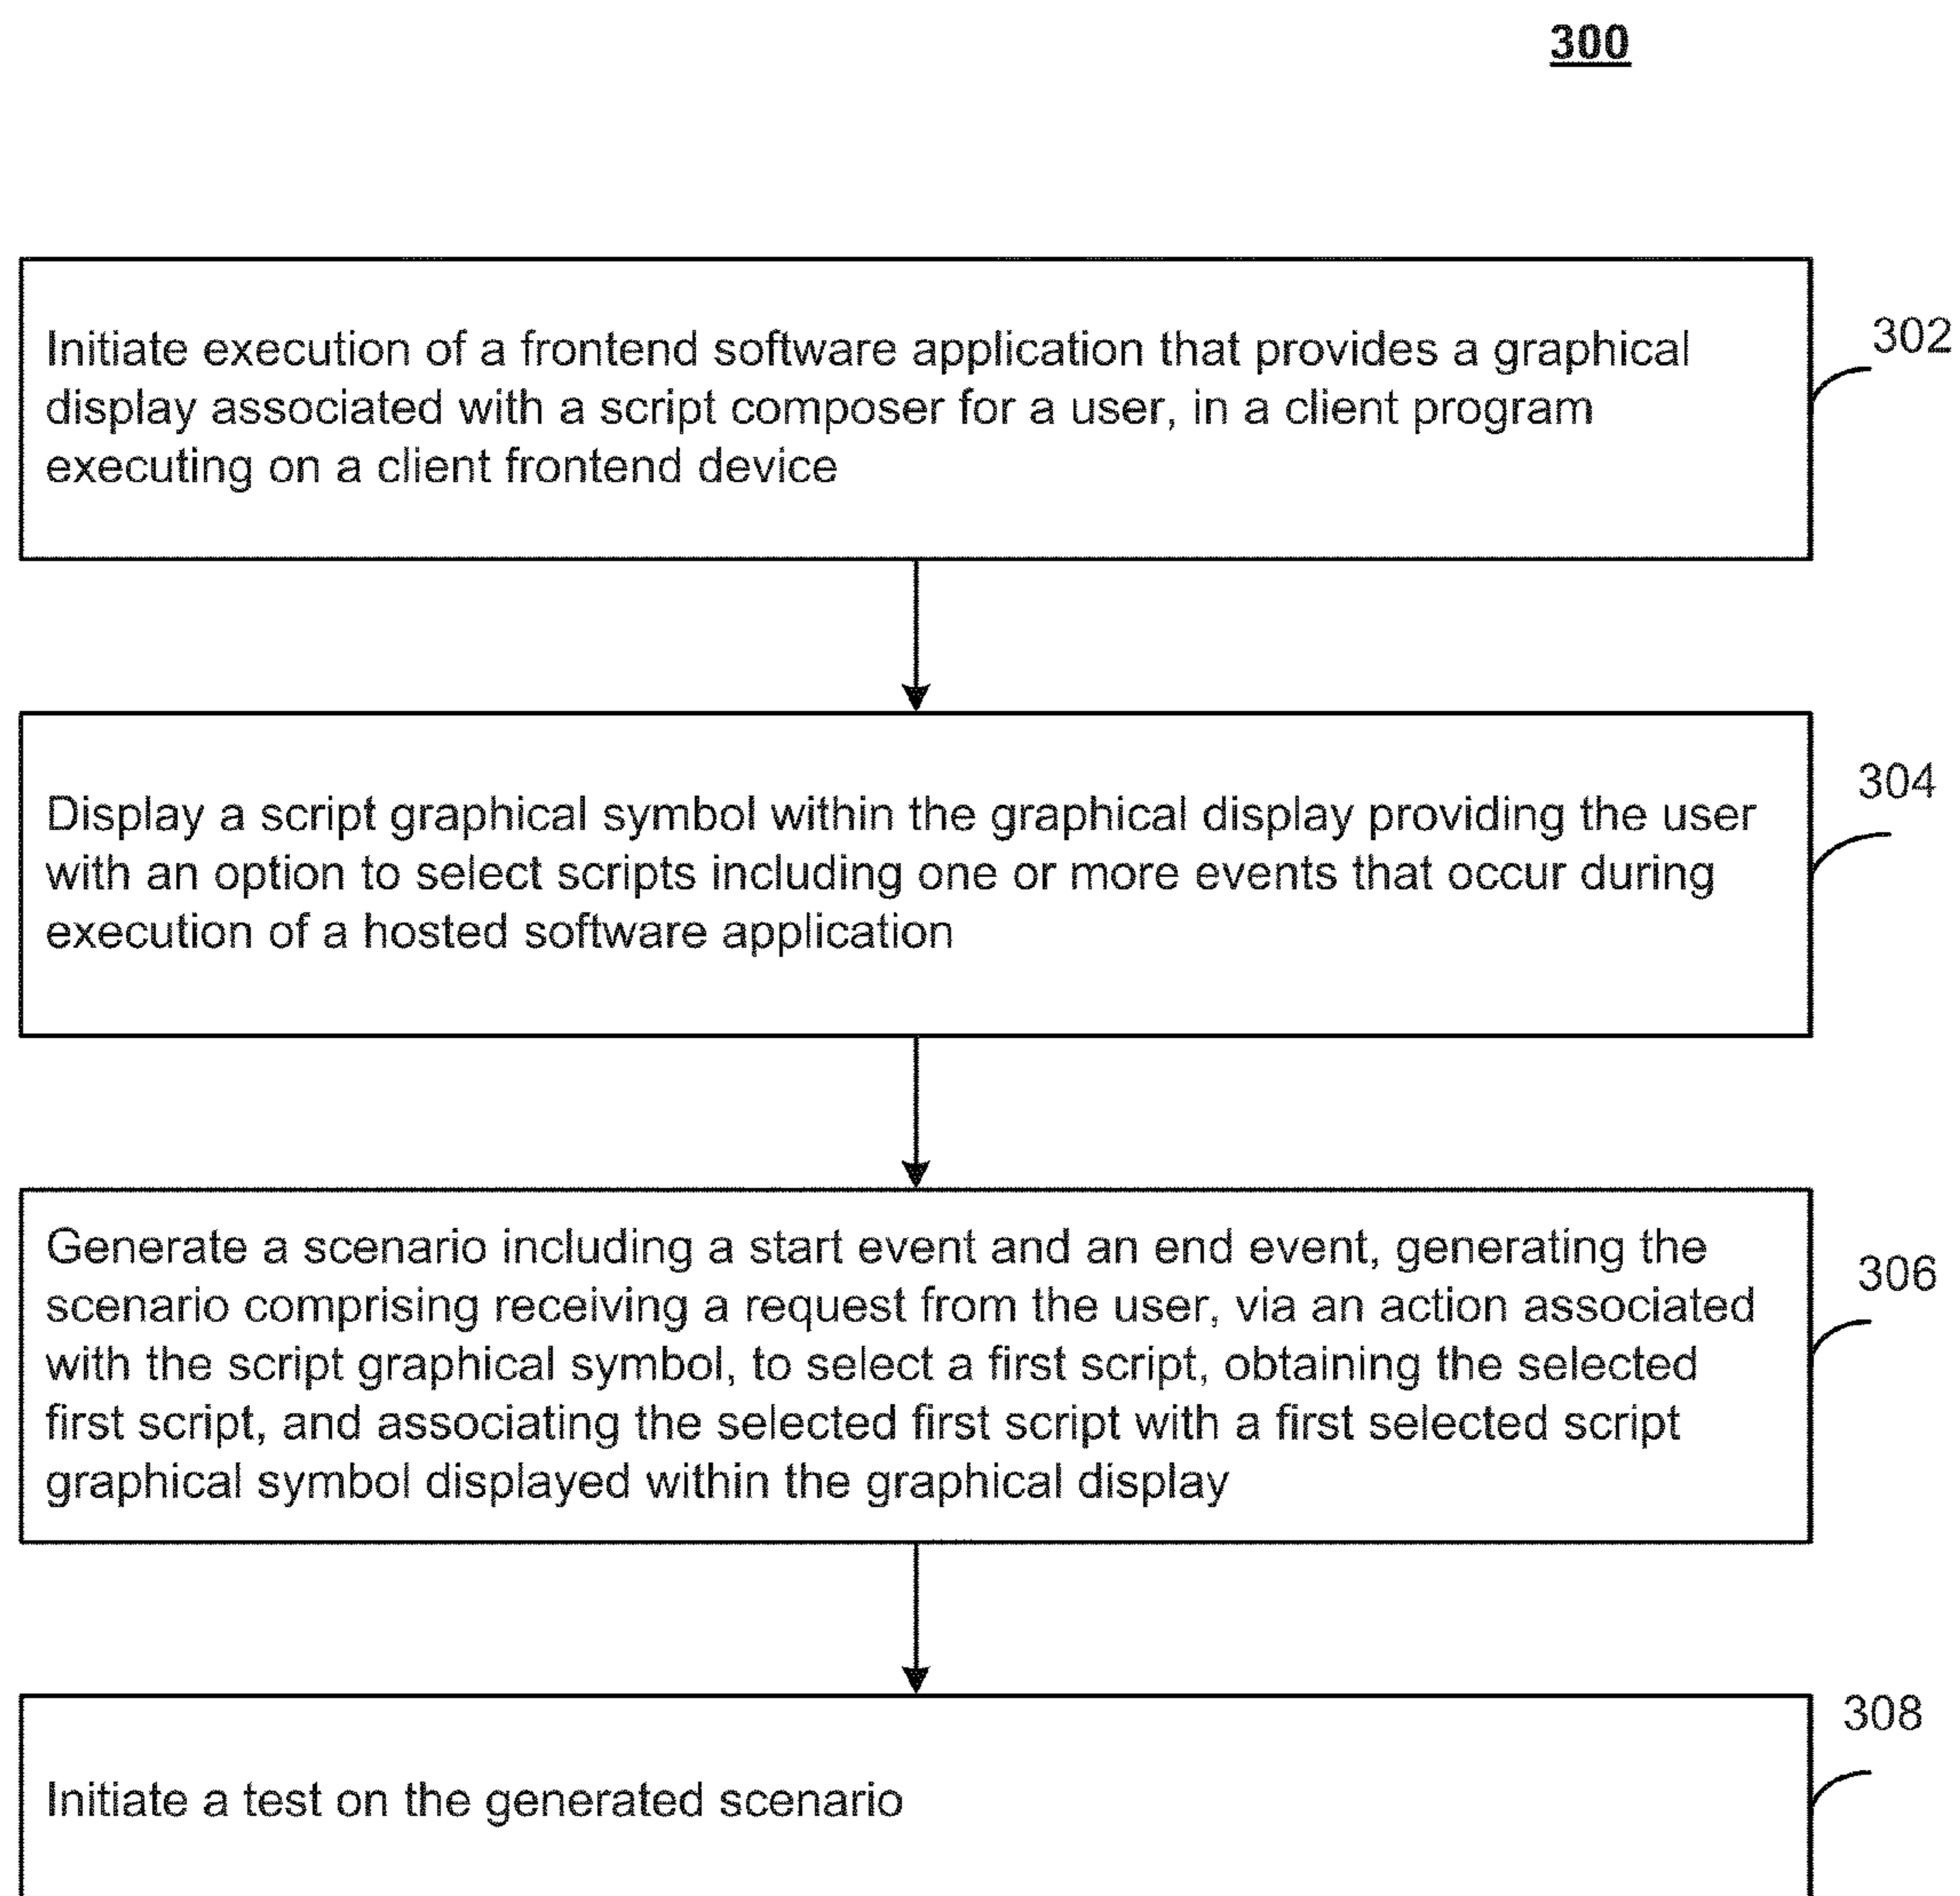 300
302
Initiate execution of a frontend software application that provides a graphical
display associated with a script composer for a user, in a client program
executing on a client frontend device
304
Display a script graphical symbol within the graphical display providing the user
with an option to select scripts including one or more events that occur during
execution of a hosted software application
306
Generate a scenario including a start event and an end event, generating the
scenario comprising receiving a request from the user, via an action associated
with the script graphical symbol, to select a first script, obtaining the selected
first script, and associating the selected first script with a first selected script
graphical symbol displayed within the graphical display
308
Initiate a test on the generated scenario